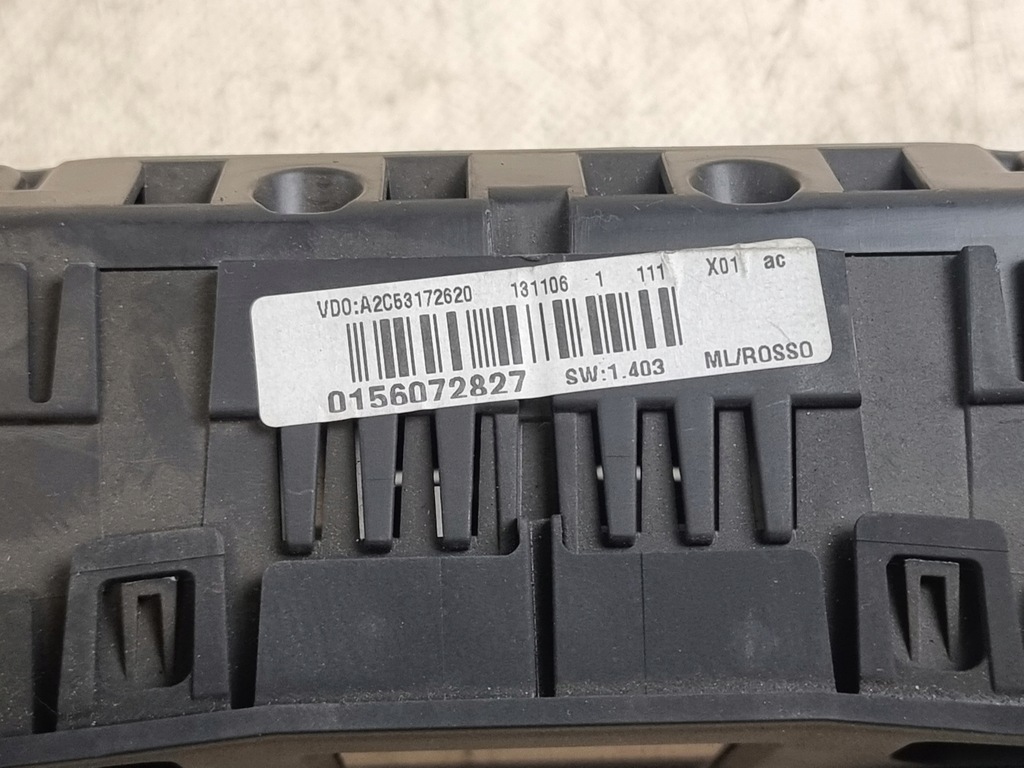 VDO:A2C53172620 131106 1 111 X01 ac
0156072827 SW:1.403 ML/ROSSO